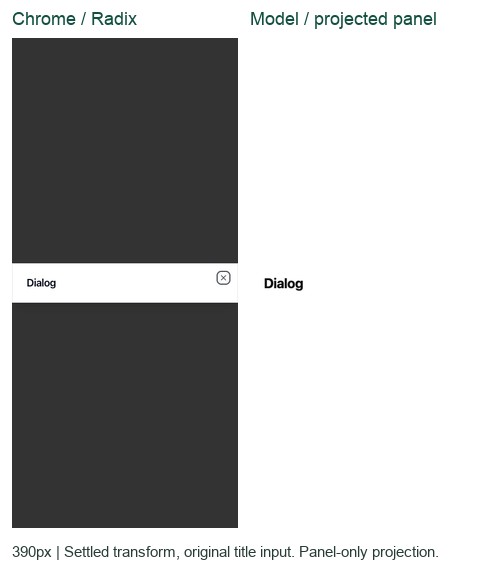 Chrome / Radix
Model / projected panel
Dialog
Dialog
390px | Settled transform, original title input. Panel-only projection.